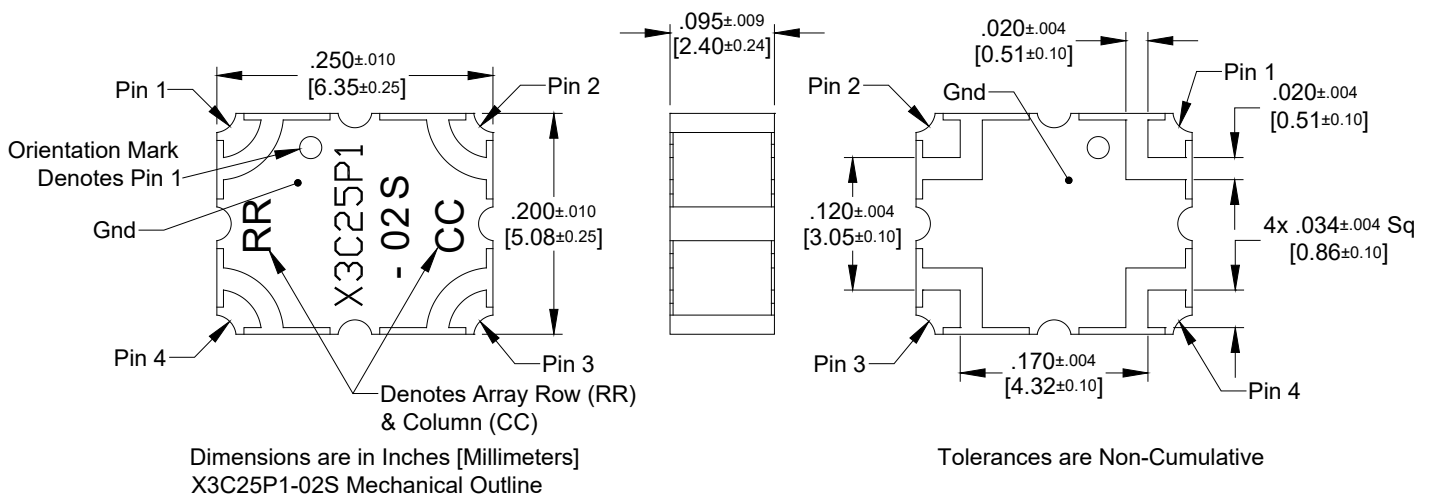 .250±.010
[6.35±0.25]
Pin 1
Pin 2
Orientation Mark
Denotes Pin 1
Gnd
RR
X3C25P1
-02S
CC
.200±.010
[5.08±0.25]
Pin 4
Pin 3
Denotes Array Row (RR)
& Column (CC)
Dimensions are in Inches [Millimeters]
X3C25P1-02S Mechanical Outline
.095±.009
[2.40±0.24]
.020±.004
[0.51±0.10]
Pin 2
Gnd
Pin 1
.020±.004
[0.51±0.10]
.120±.004
[3.05±0.10]
4x .034±.004 Sq
[0.86±0.10]
Pin 3
.170±.004
[4.32±0.10]
Pin 4
Tolerances are Non-Cumulative